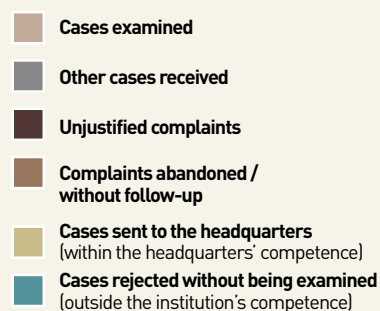 Cases examined
Other cases received
Unjustified complaints
Complaints abandoned /
without follow-up
Cases sent to the headquarters
(within the headquarters’ competence)
Cases rejected without being examined
(outside the institution’s competence)